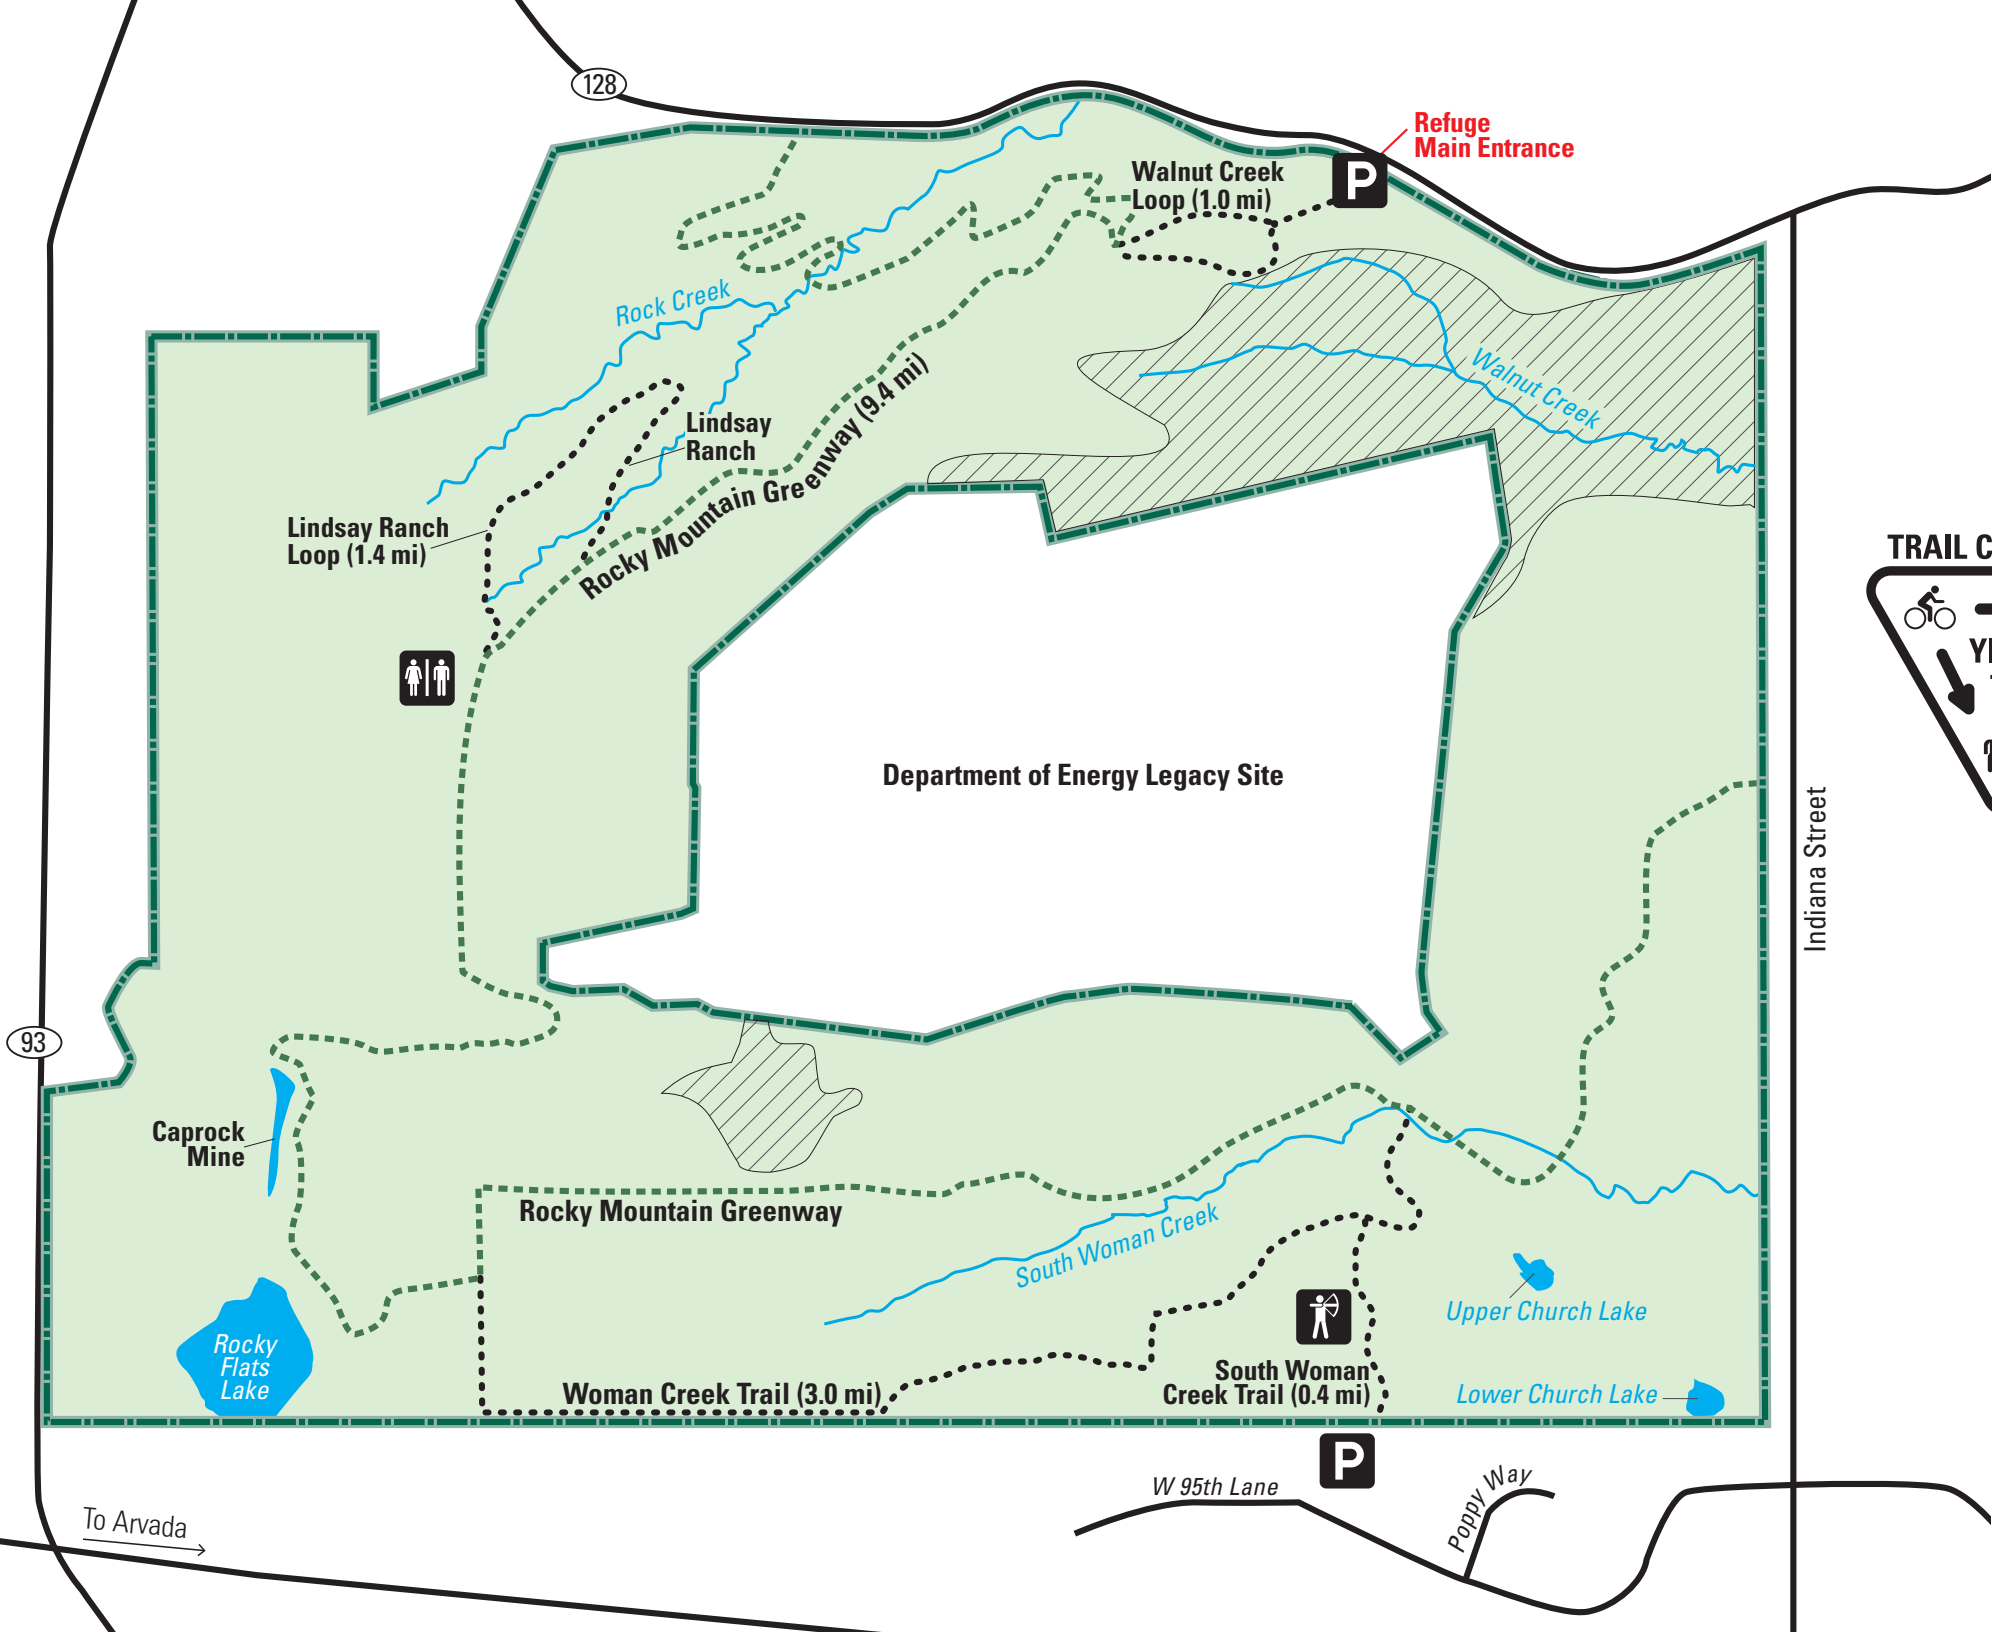 128
Refuge
Main Entrance
P
Walnut Creek
Loop (1.0 mi)
Rock Creek
Walnut Creek
Rocky Mountain Greenway (9.4 mi)
Lindsay
Ranch
Lindsay Ranch
Loop (1.4 mi)
TRAIL C
Department of Energy Legacy Site
Indiana Street
93
Caprock
Mine
Rocky Mountain Greenway
South Woman Creek
Upper Church Lake
Rocky
Flats
Lake
South Woman
Creek Trail (0.4 mi)
Woman Creek Trail (3.0 mi)
Lower Church Lake
P
W 95th Lane
Poppy Way
To Arvada